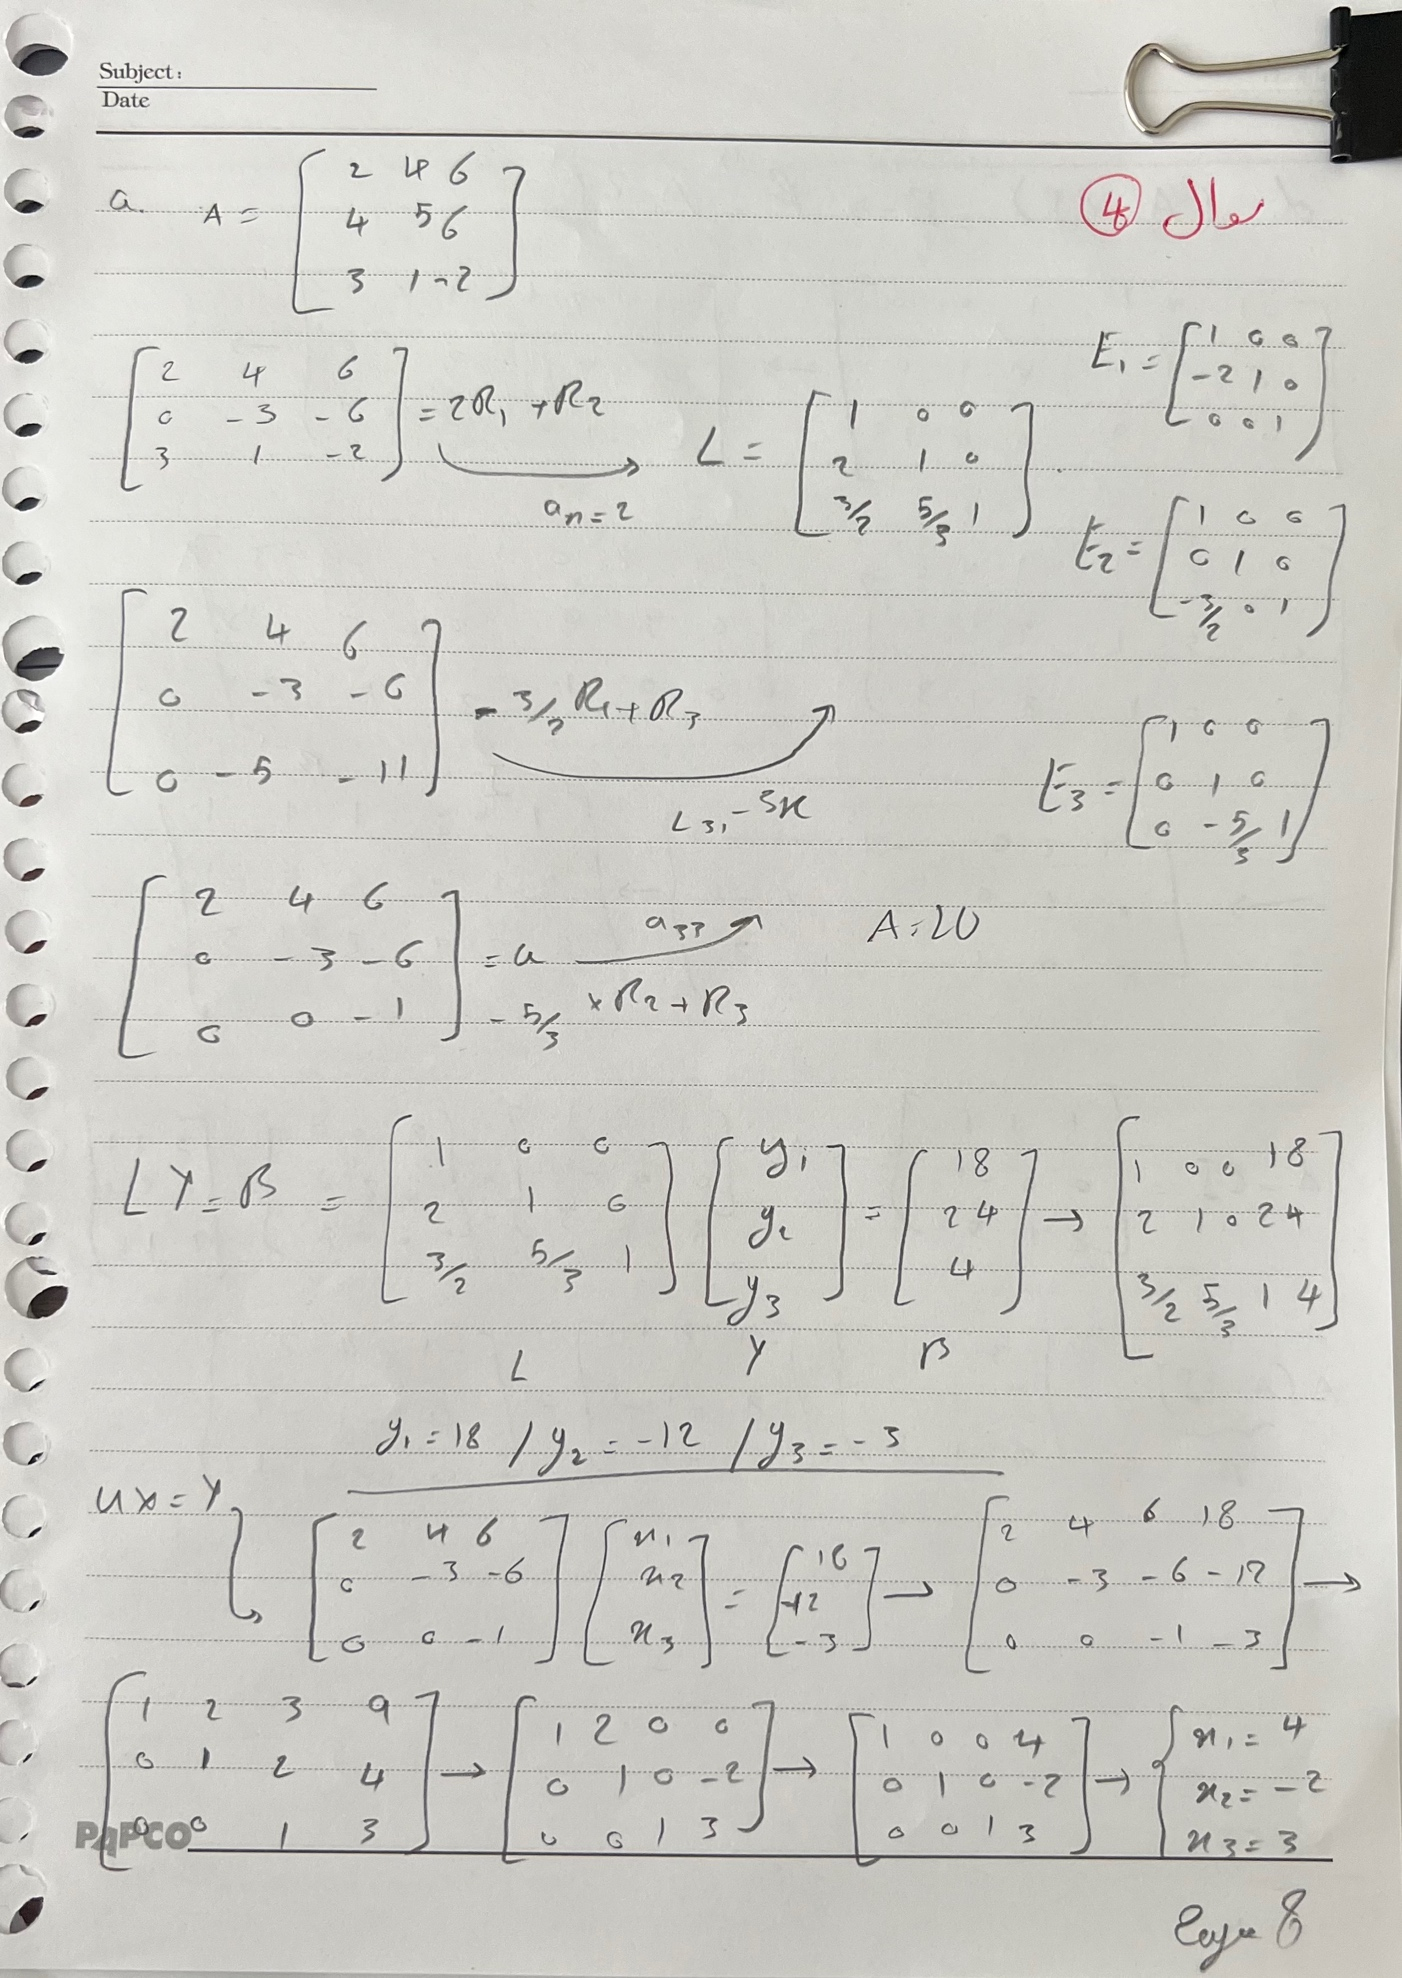 Subject:
Date
سوال 4
a. A = [ 2 4 6
4 5 6
3 1 -2 ]
[ 2 4 6
0 -3 -6
3 1 -2 ] = 2R1 + R2
L = [ 1 0 0
2 1 0
3/2 5/3 1 ]
E1 = [ 1 0 0
-2 1 0
0 0 1 ]
E2 = [ 1 0 0
0 1 0
-3/2 0 1 ]
[ 2 4 6
0 -3 -6
0 -5 -11 ] - 3/2 R1 + R3
E3 = [ 1 0 0
0 1 0
0 -5/3 1 ]
[ 2 4 6
0 -3 -6
0 0 -1 ] = u
a33
-5/3 × R2 + R3
A = LU
LY = B = [ 1 0 0
2 1 0
3/2 5/3 1 ] [ y1
y2
y3 ] = [ 18
24
4 ] → [ 1 0 0 18
2 1 0 24
3/2 5/3 1 4 ]
L Y B
y1 = 18 / y2 = -12 / y3 = -3
UX = Y
[ 2 4 6
0 -3 -6
0 0 -1 ] [ x1
x2
x3 ] = [ 18
-12
-3 ] → [ 2 4 6 18
0 -3 -6 -12
0 0 -1 -3 ] →
[ 1 2 3 9
0 1 2 4
0 0 1 3 ] → [ 1 2 0 0
0 1 0 -2
0 0 1 3 ] → [ 1 0 0 4
0 1 0 -2
0 0 1 3 ] → { x1 = 4
x2 = -2
x3 = 3
PAPCO
8